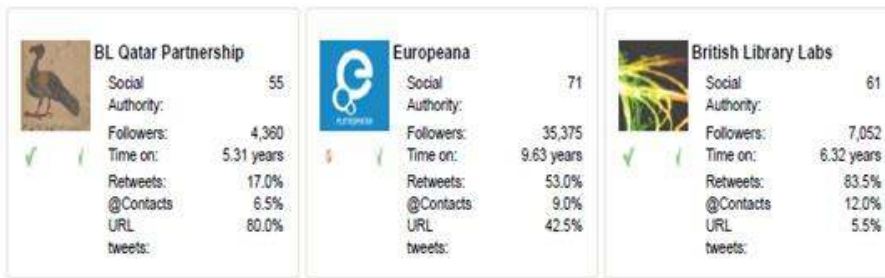 BL Qatar Partnership
Social 55
Authority:
Followers: 4,360
Time on: 5.31 years
Retweets: 17.0%
@Contacts 6.5%
URL 80.0%
tweets:
Europeana
Social 71
Authority:
Followers: 35,375
Time on: 9.63 years
Retweets: 53.0%
@Contacts 9.0%
URL 42.5%
tweets:
British Library Labs
Social 61
Authority:
Followers: 7,052
Time on: 6.32 years
Retweets: 83.5%
@Contacts 12.0%
URL 5.5%
tweets: